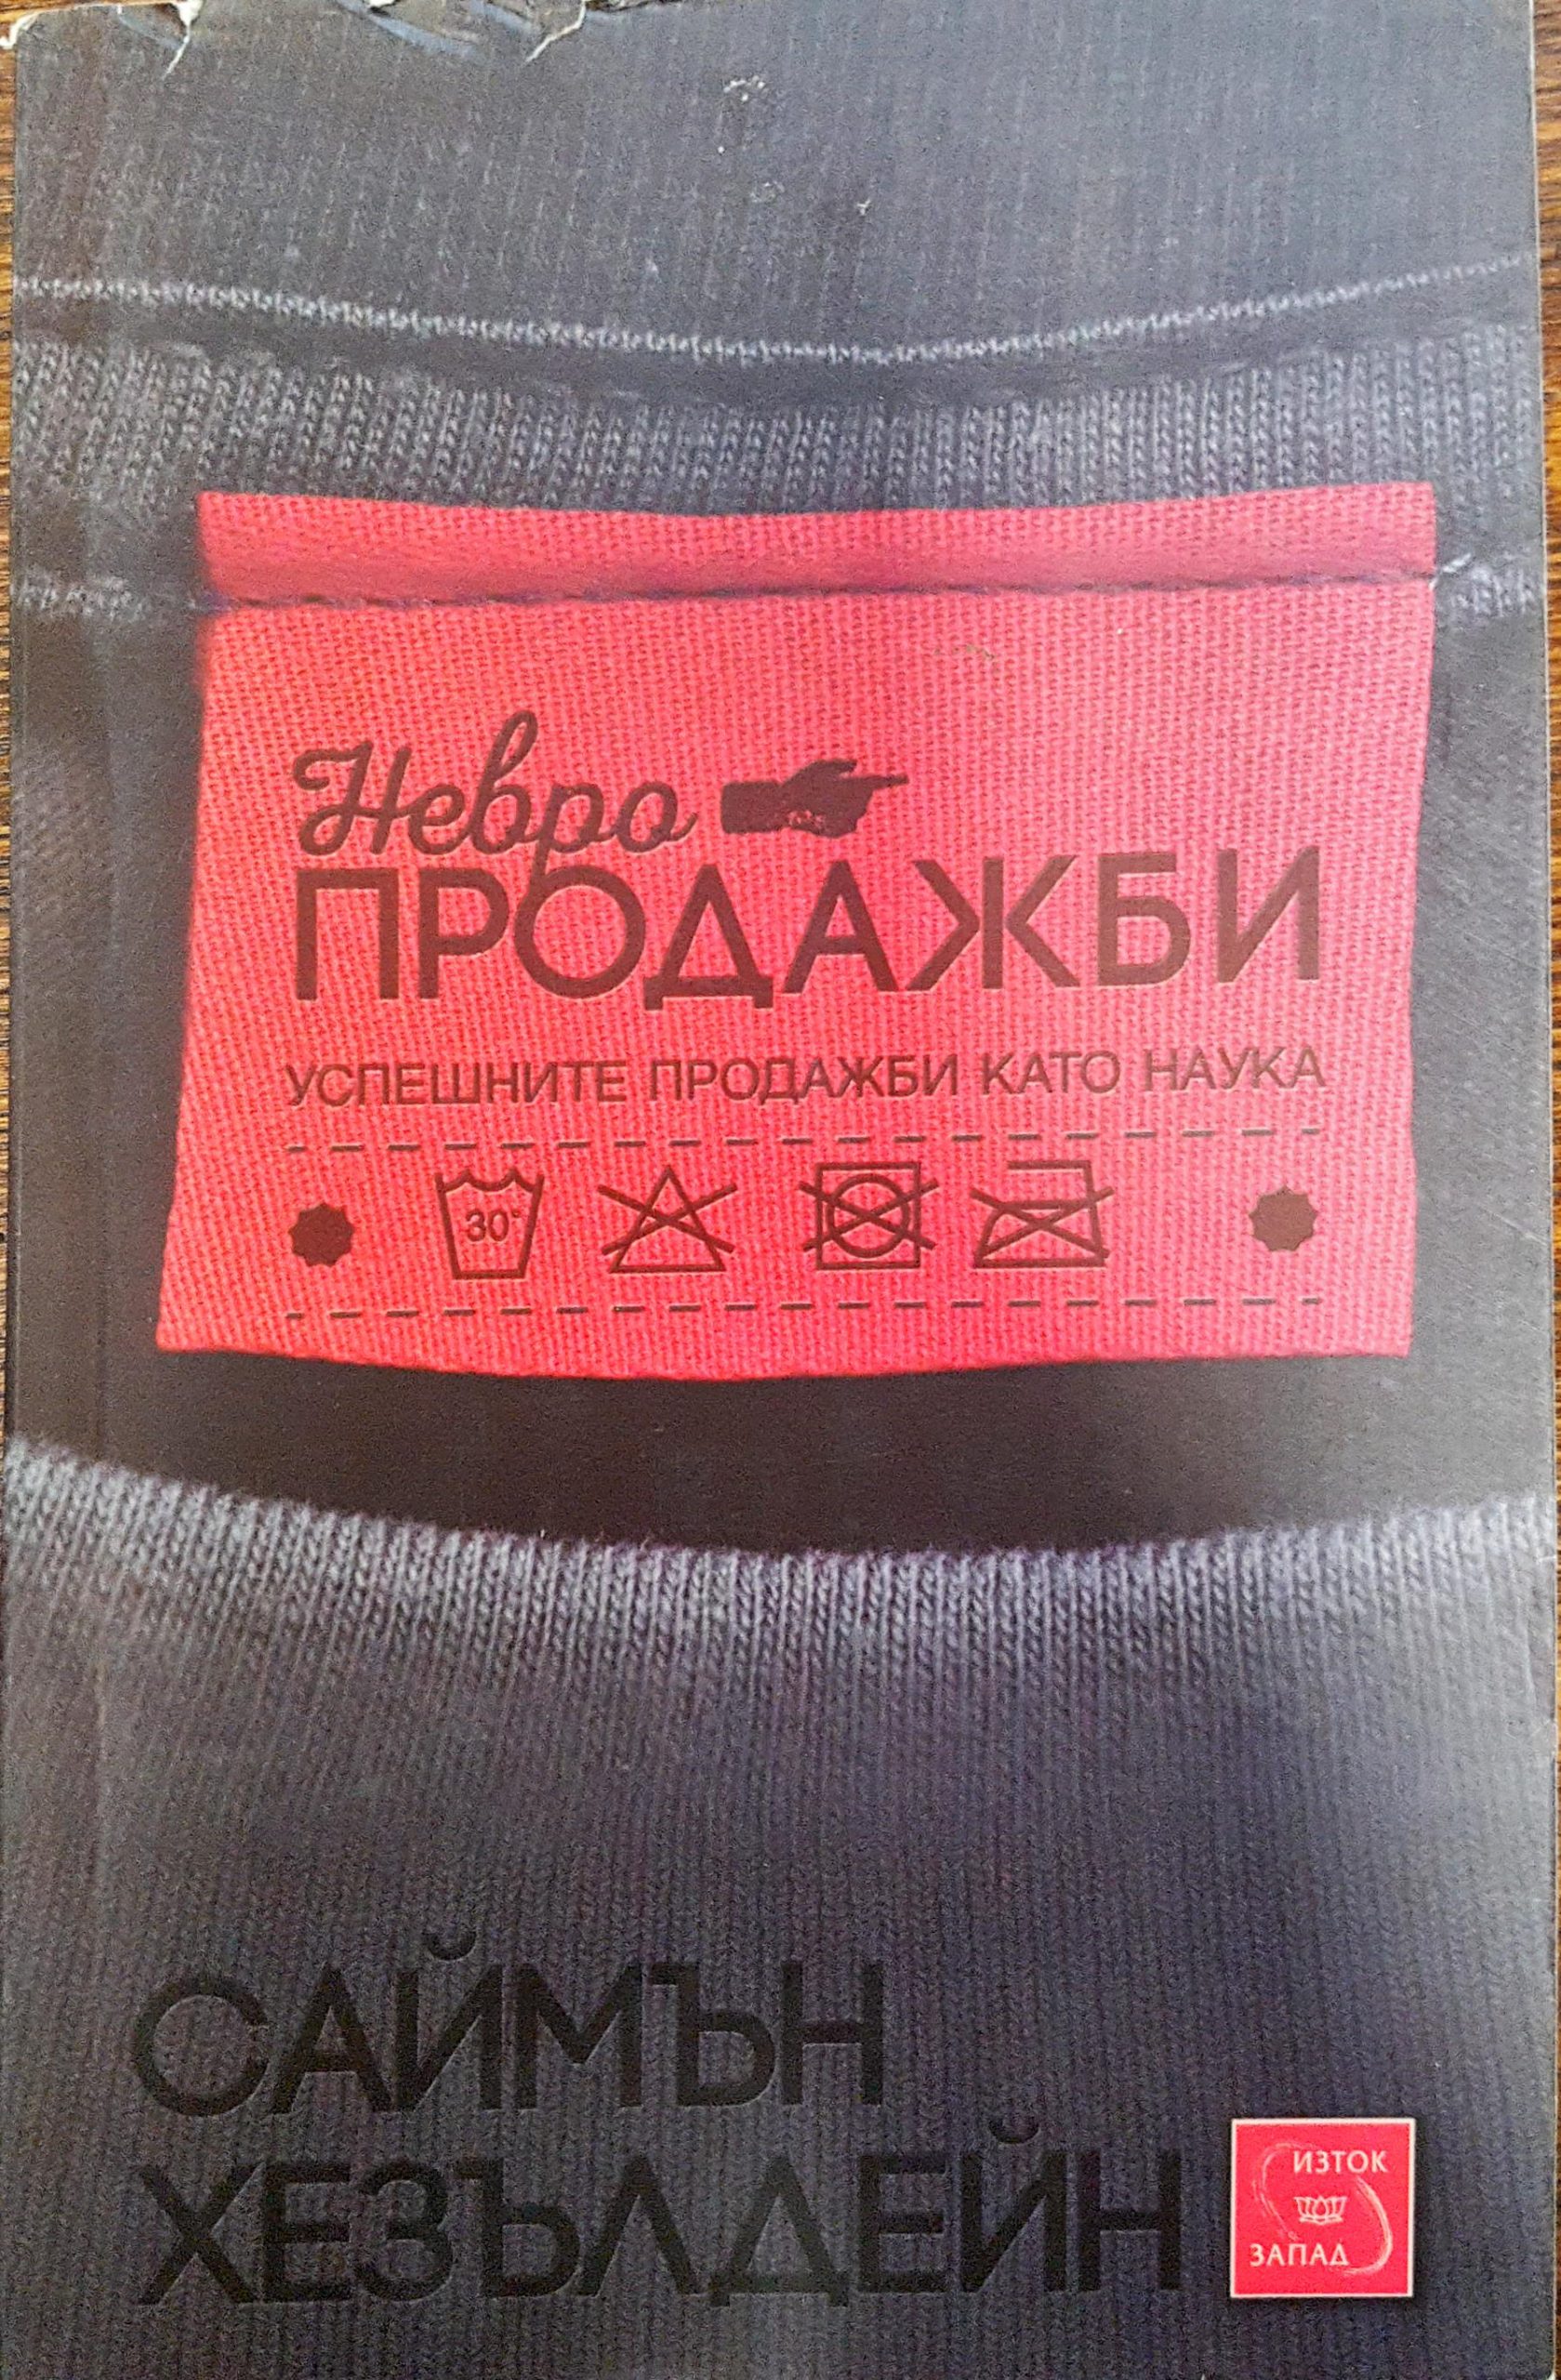 Невро
ПРОДАЖБИ
УСПЕШНИТЕ ПРОДАЖБИ КАТО НАУКА
30°
САЙМЪН
ХЕЗЪЛДЕЙН
ИЗТОК
ЗАПАД